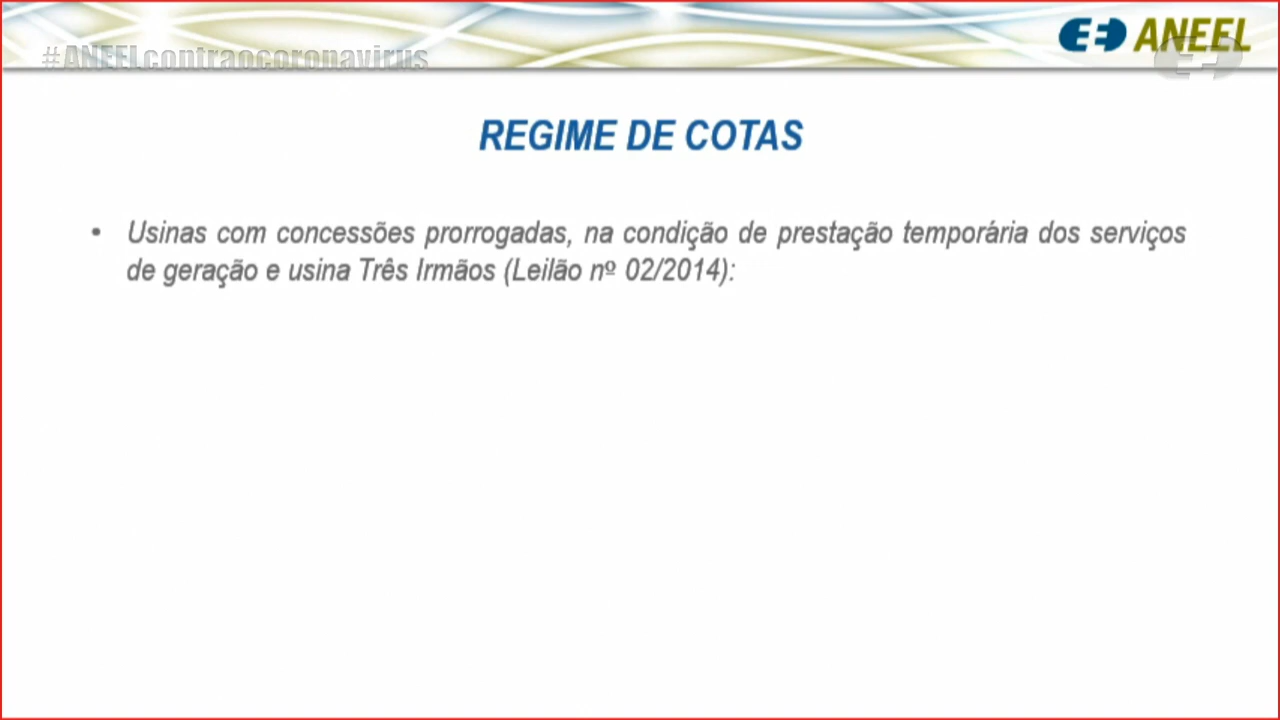 #ANEELcontraocoronavirus
ANEEL
REGIME DE COTAS
• Usinas com concessões prorrogadas, na condição de prestação temporária dos serviços
de geração e usina Três Irmãos (Leilão nº 02/2014):